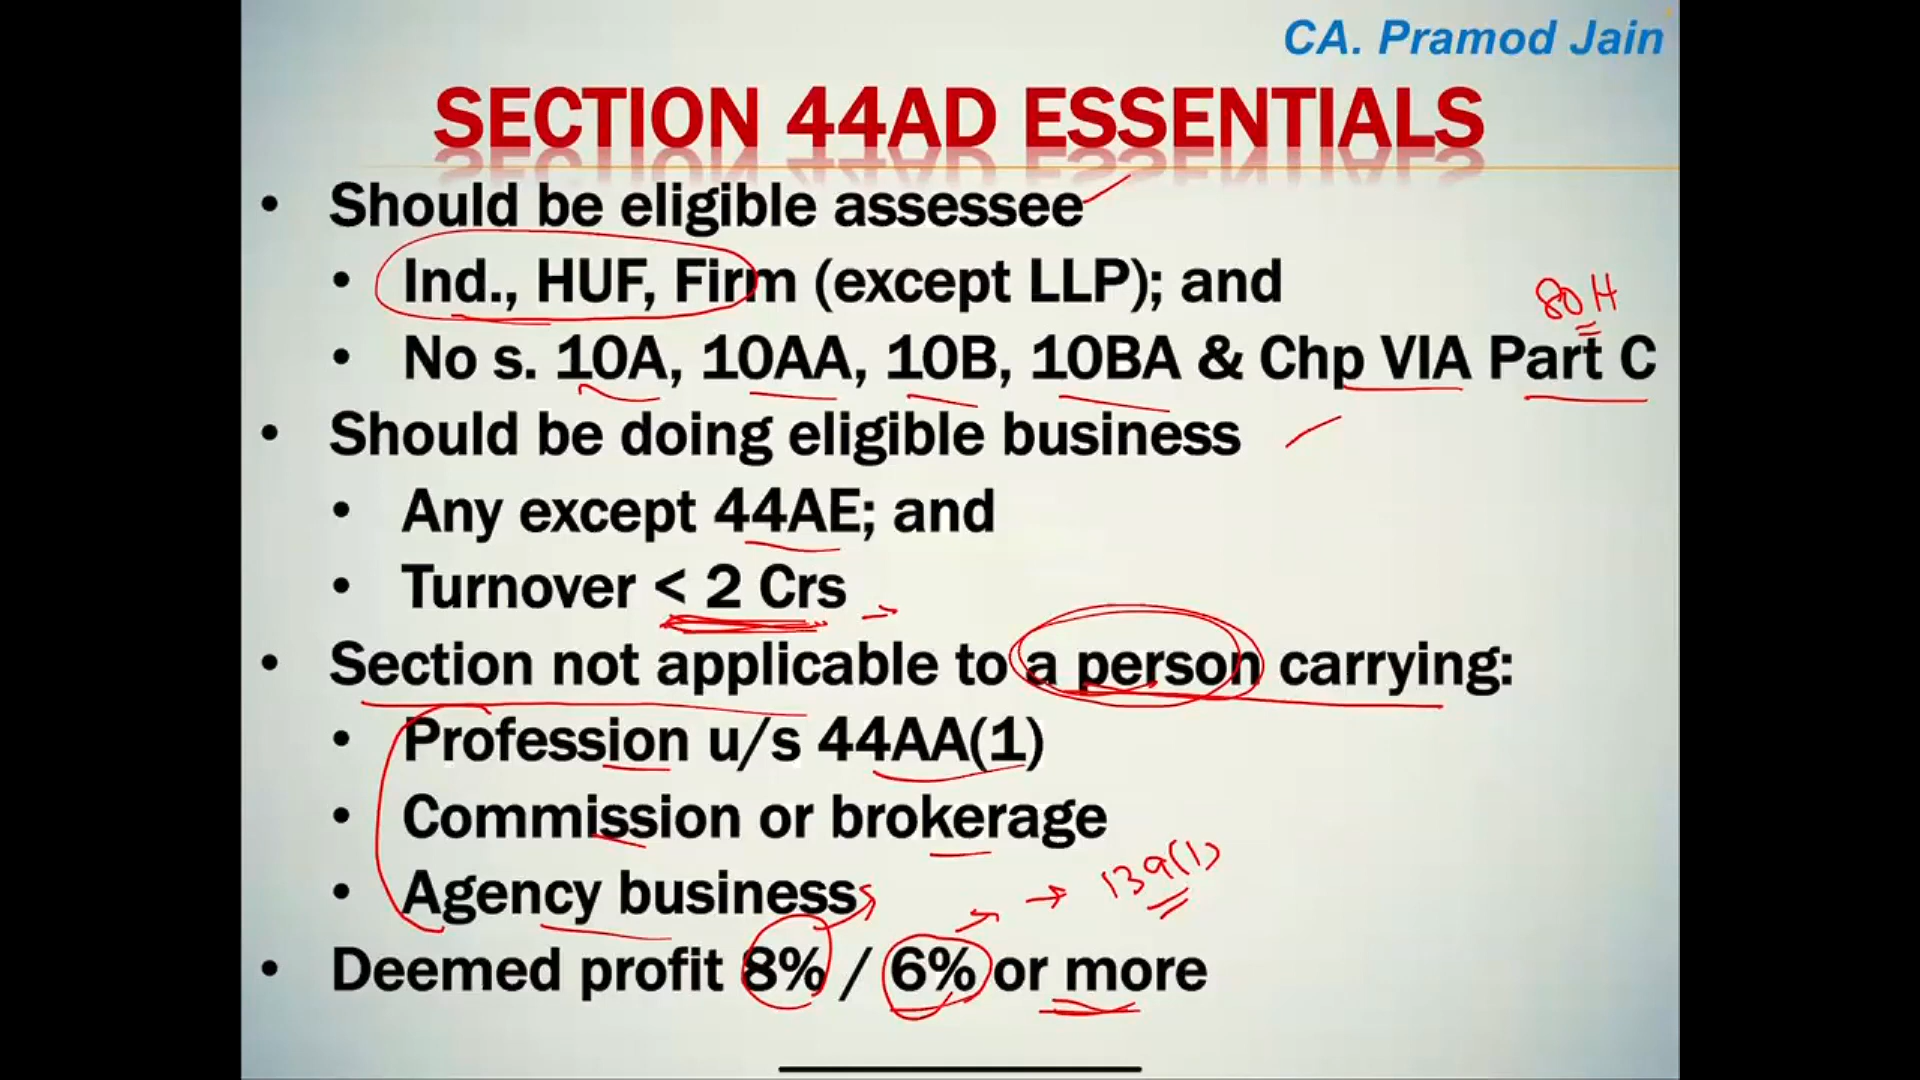 CA. Pramod Jain
SECTION 44AD ESSENTIALS
• Should be eligible assessee
• Ind., HUF, Firm (except LLP); and
80H
• No s. 10A, 10AA, 10B, 10BA & Chp VIA Part C
• Should be doing eligible business
• Any except 44AE; and
• Turnover < 2 Crs
• Section not applicable to a person carrying:
• Profession u/s 44AA(1)
• Commission or brokerage
• Agency business
139(1)
• Deemed profit 8% / 6% or more